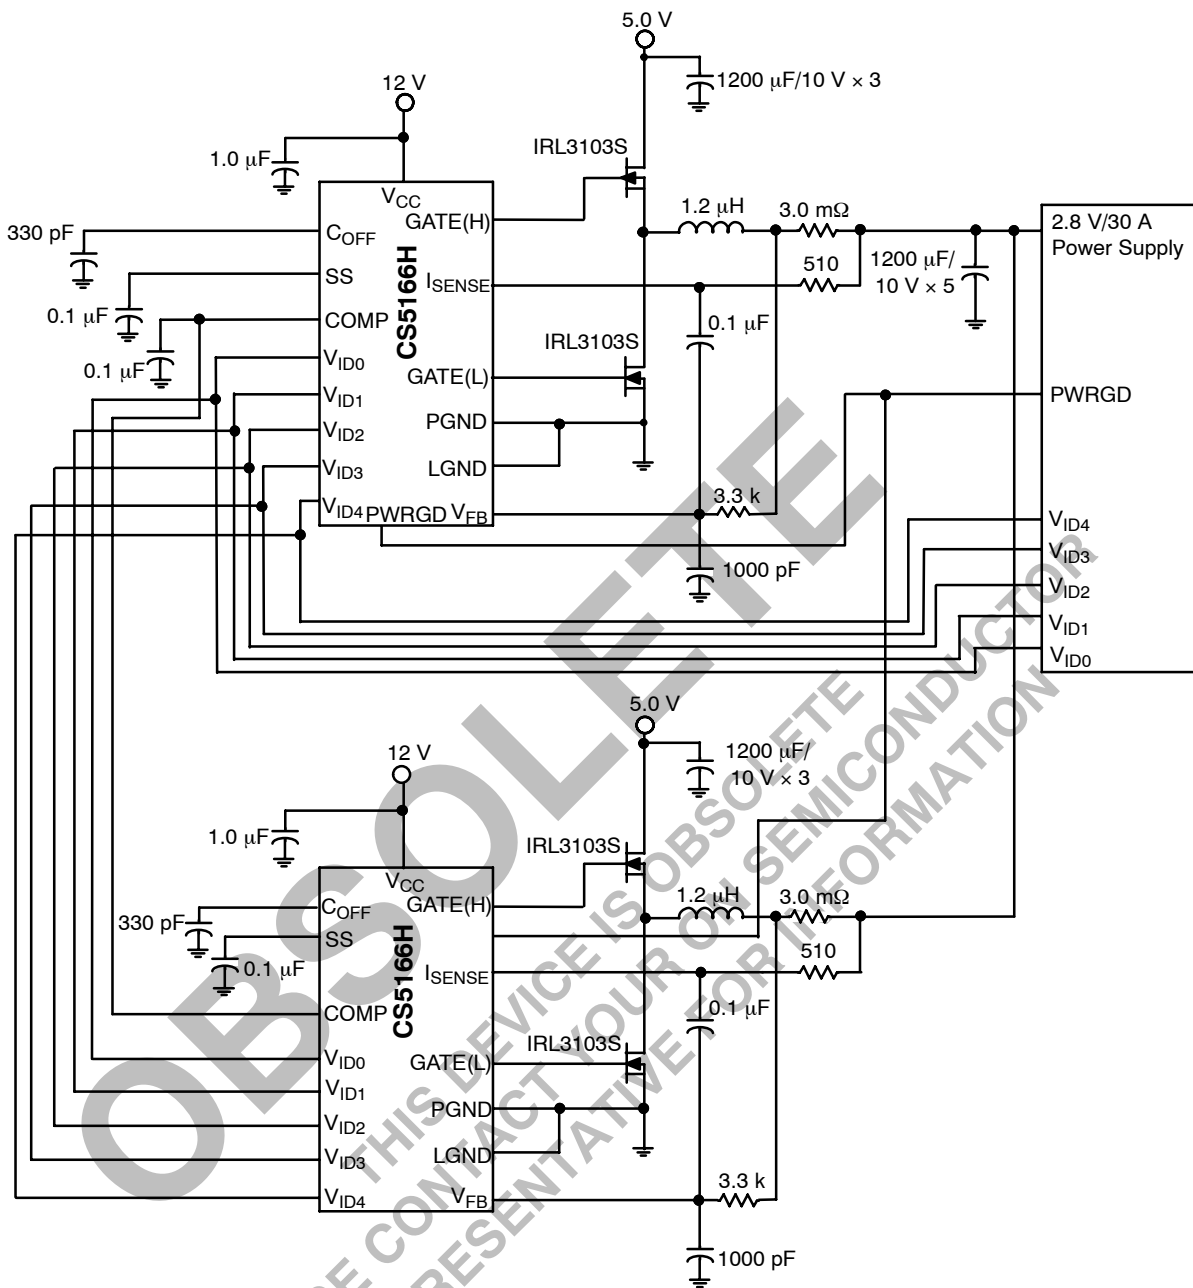 5.0 V
1200 μF/10 V × 3
12 V
1.0 μF
IRL3103S
VCC
GATE(H)
1.2 μH
3.0 mΩ
2.8 V/30 A
Power Supply
330 pF
COFF
SS
ISENSE
510
1200 μF/
10 V × 5
0.1 μF
COMP
CS5166H
0.1 μF
IRL3103S
0.1 μF
VID0
GATE(L)
VID1
PWRGD
VID2
PGND
VID3
LGND
VID4
PWRGD
VFB
3.3 k
1000 pF
VID4
VID3
VID2
VID1
VID0
5.0 V
12 V
1200 μF/
10 V × 3
1.0 μF
IRL3103S
VCC
GATE(H)
1.2 μH
3.0 mΩ
330 pF
COFF
SS
0.1 μF
CS5166H
ISENSE
510
COMP
0.1 μF
IRL3103S
VID0
GATE(L)
VID1
PGND
VID2
VID3
LGND
VID4
VFB
3.3 k
1000 pF
OBSOLETE
THIS DEVICE IS OBSOLETE
CONTACT YOUR ON SEMICONDUCTOR
FOR INFORMATION